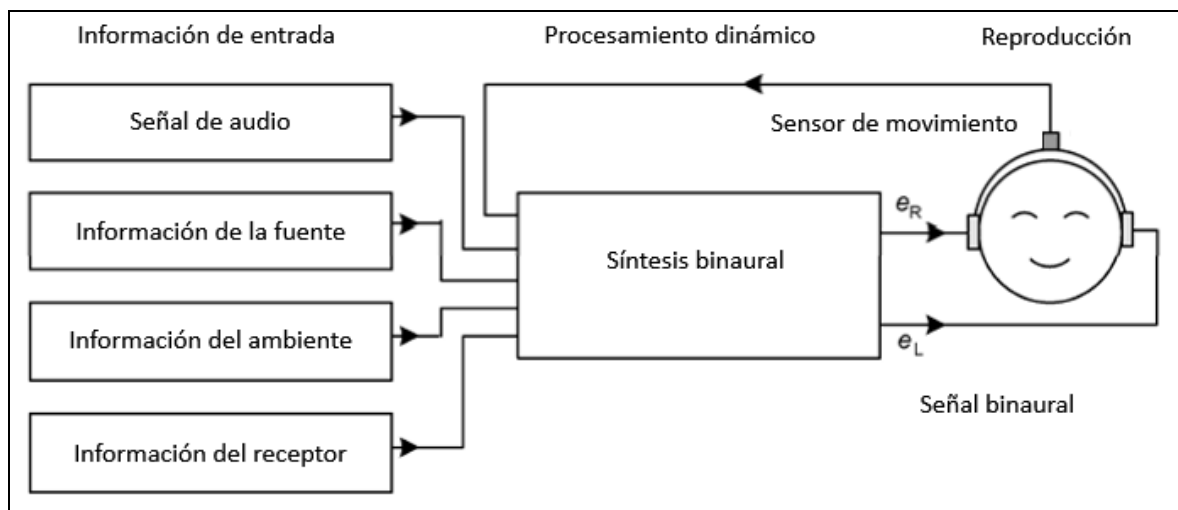 Información de entrada
Procesamiento dinámico
Reproducción
Señal de audio
Información de la fuente
Información del ambiente
Información del receptor
Síntesis binaural
Sensor de movimiento
eR
eL
Señal binaural